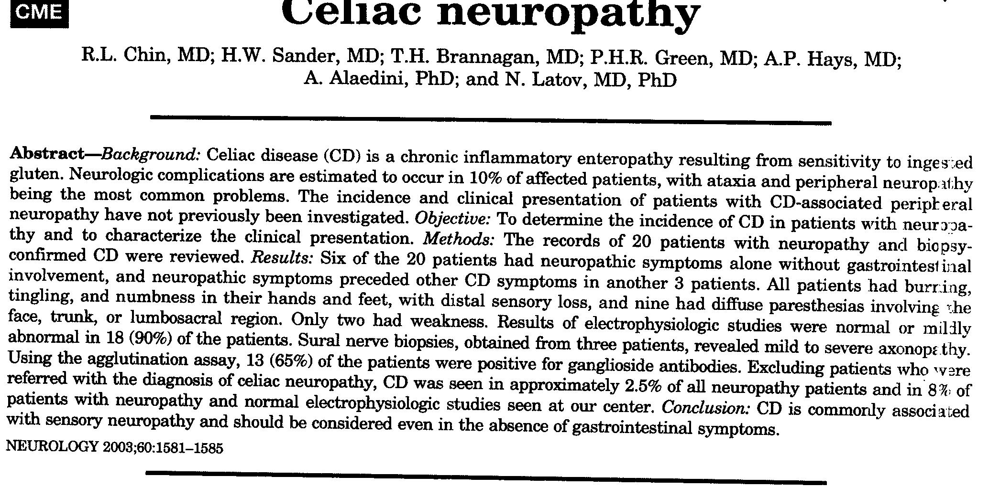 CME
Celiac neuropathy
R.L. Chin, MD; H.W. Sander, MD; T.H. Brannagan, MD; P.H.R. Green, MD; A.P. Hays, MD;
A. Alaedini, PhD; and N. Latov, MD, PhD
Abstract—Background: Celiac disease (CD) is a chronic inflammatory enteropathy resulting from sensitivity to ingested
gluten. Neurologic complications are estimated to occur in 10% of affected patients, with ataxia and peripheral neuropathy
being the most common problems. The incidence and clinical presentation of patients with CD-associated peripheral
neuropathy have not previously been investigated. Objective: To determine the incidence of CD in patients with neuropa-
thy and to characterize the clinical presentation. Methods: The records of 20 patients with neuropathy and biopsy-
confirmed CD were reviewed. Results: Six of the 20 patients had neuropathic symptoms alone without gastrointestinal
involvement, and neuropathic symptoms preceded other CD symptoms in another 3 patients. All patients had burning,
tingling, and numbness in their hands and feet, with distal sensory loss, and nine had diffuse paresthesias involving the
face, trunk, or lumbosacral region. Only two had weakness. Results of electrophysiologic studies were normal or mildly
abnormal in 18 (90%) of the patients. Sural nerve biopsies, obtained from three patients, revealed mild to severe axonopathy.
Using the agglutination assay, 13 (65%) of the patients were positive for ganglioside antibodies. Excluding patients who were
referred with the diagnosis of celiac neuropathy, CD was seen in approximately 2.5% of all neuropathy patients and in 8% of
patients with neuropathy and normal electrophysiologic studies seen at our center. Conclusion: CD is commonly associated
with sensory neuropathy and should be considered even in the absence of gastrointestinal symptoms.
NEUROLOGY 2003;60:1581–1585